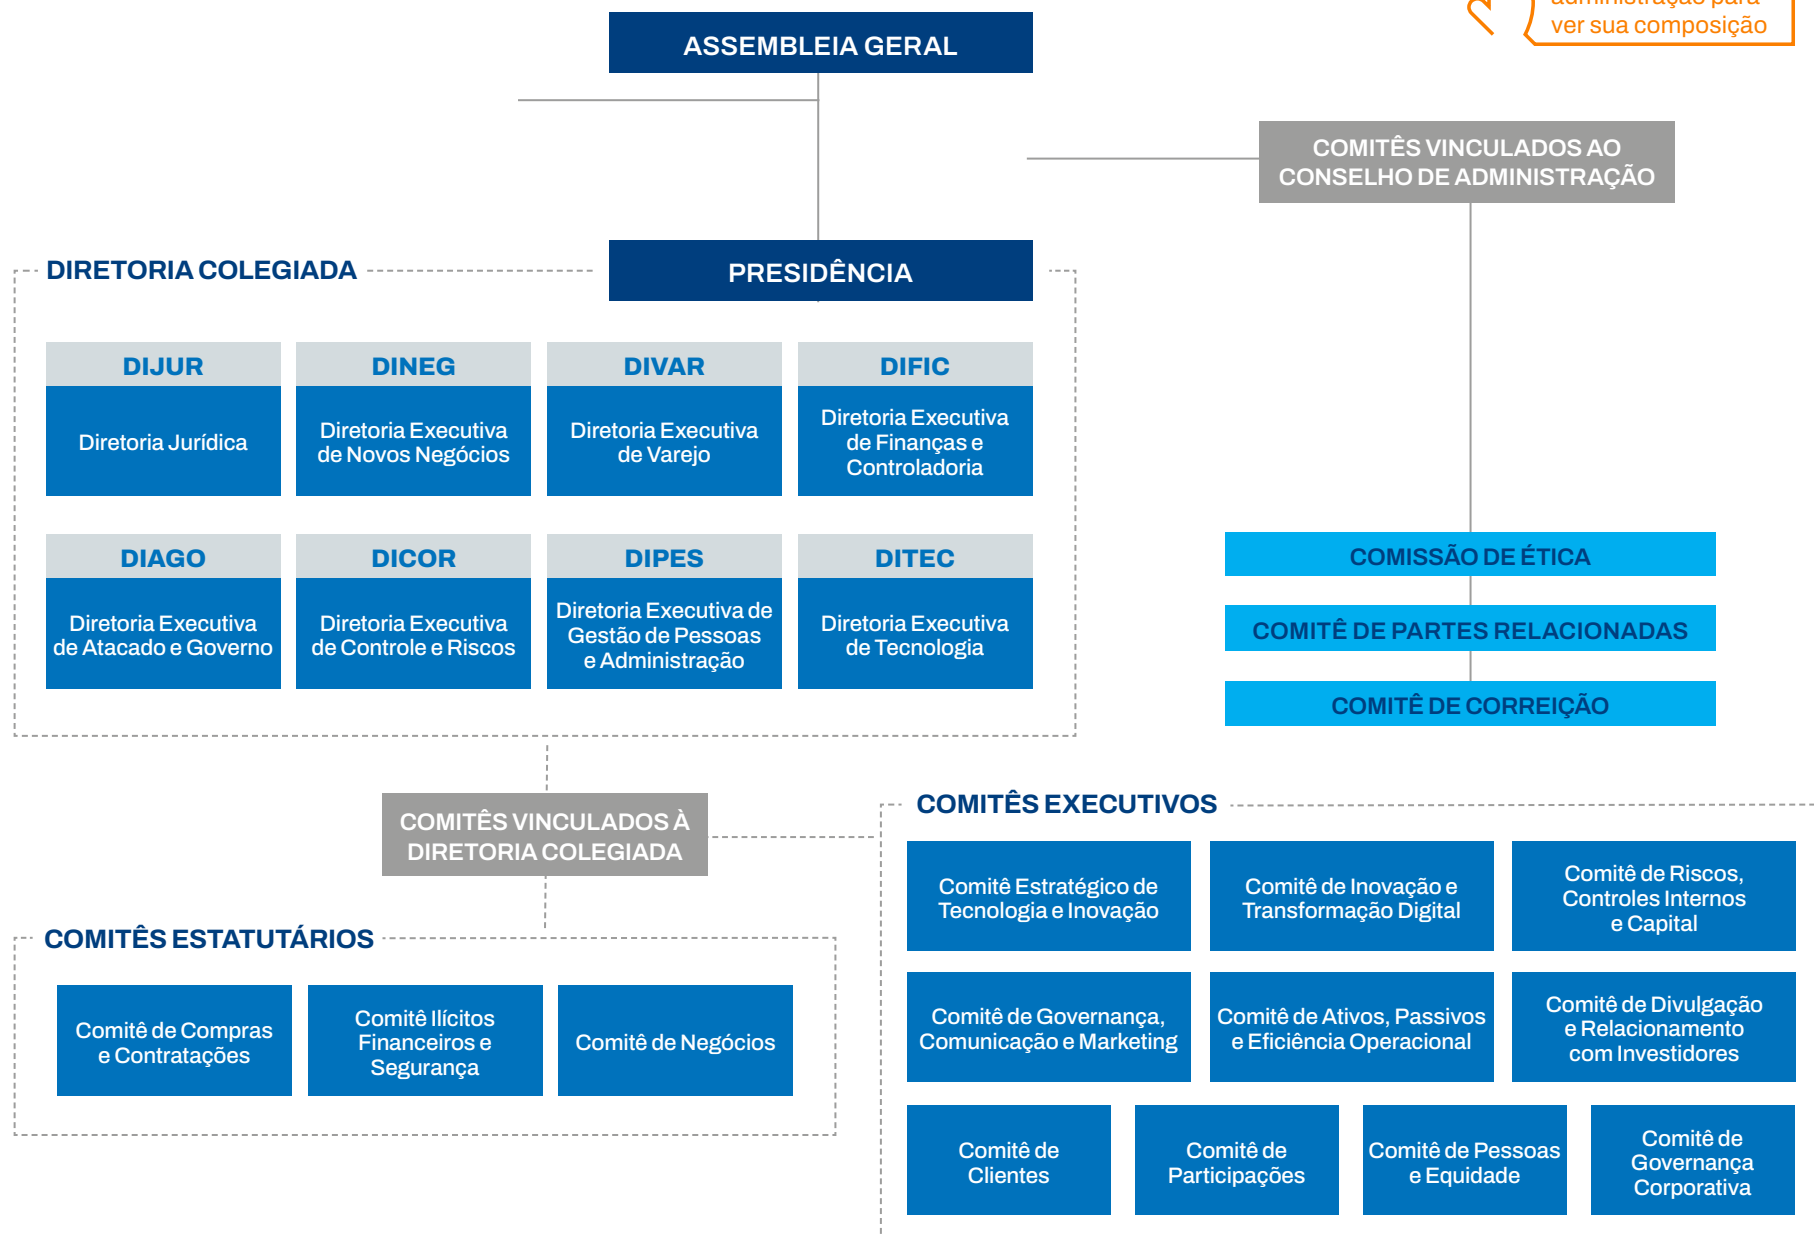 administração para
ver sua composição
ASSEMBLEIA GERAL
COMITÊS VINCULADOS AO
CONSELHO DE ADMINISTRAÇÃO
DIRETORIA COLEGIADA
PRESIDÊNCIA
DIJUR
Diretoria Jurídica
DINEG
Diretoria Executiva
de Novos Negócios
DIVAR
Diretoria Executiva
de Varejo
DIFIC
Diretoria Executiva
de Finanças e
Controladoria
DIAGO
Diretoria Executiva
de Atacado e Governo
DICOR
Diretoria Executiva
de Controle e Riscos
DIPES
Diretoria Executiva de
Gestão de Pessoas
e Administração
DITEC
Diretoria Executiva
de Tecnologia
COMISSÃO DE ÉTICA
COMITÊ DE PARTES RELACIONADAS
COMITÊ DE CORREIÇÃO
COMITÊS VINCULADOS À
DIRETORIA COLEGIADA
COMITÊS ESTATUTÁRIOS
Comitê de Compras
e Contratações
Comitê Ilícitos
Financeiros e
Segurança
Comitê de Negócios
COMITÊS EXECUTIVOS
Comitê Estratégico de
Tecnologia e Inovação
Comitê de Inovação e
Transformação Digital
Comitê de Riscos,
Controles Internos
e Capital
Comitê de Governança,
Comunicação e Marketing
Comitê de Ativos, Passivos
e Eficiência Operacional
Comitê de Divulgação
e Relacionamento
com Investidores
Comitê de
Clientes
Comitê de
Participações
Comitê de Pessoas
e Equidade
Comitê de
Governança
Corporativa